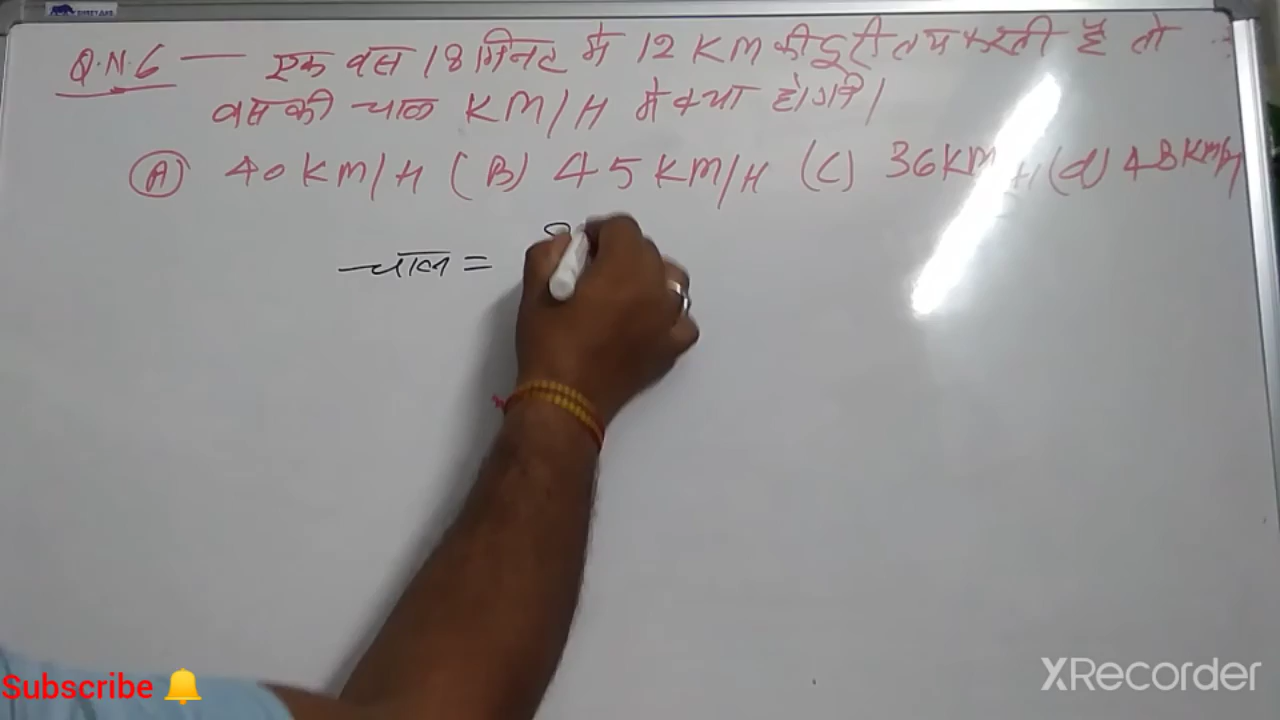 Q.N.6 — एक बस 18 मिनट मे 12 KM की दूरी तय करती है तो
बस की चाल KM/H मे क्या होगी।
(A) 40 KM/H (B) 45 KM/H (C) 36 KM/H (d) 48 KM/H
चाल =
Subscribe
XRecorder